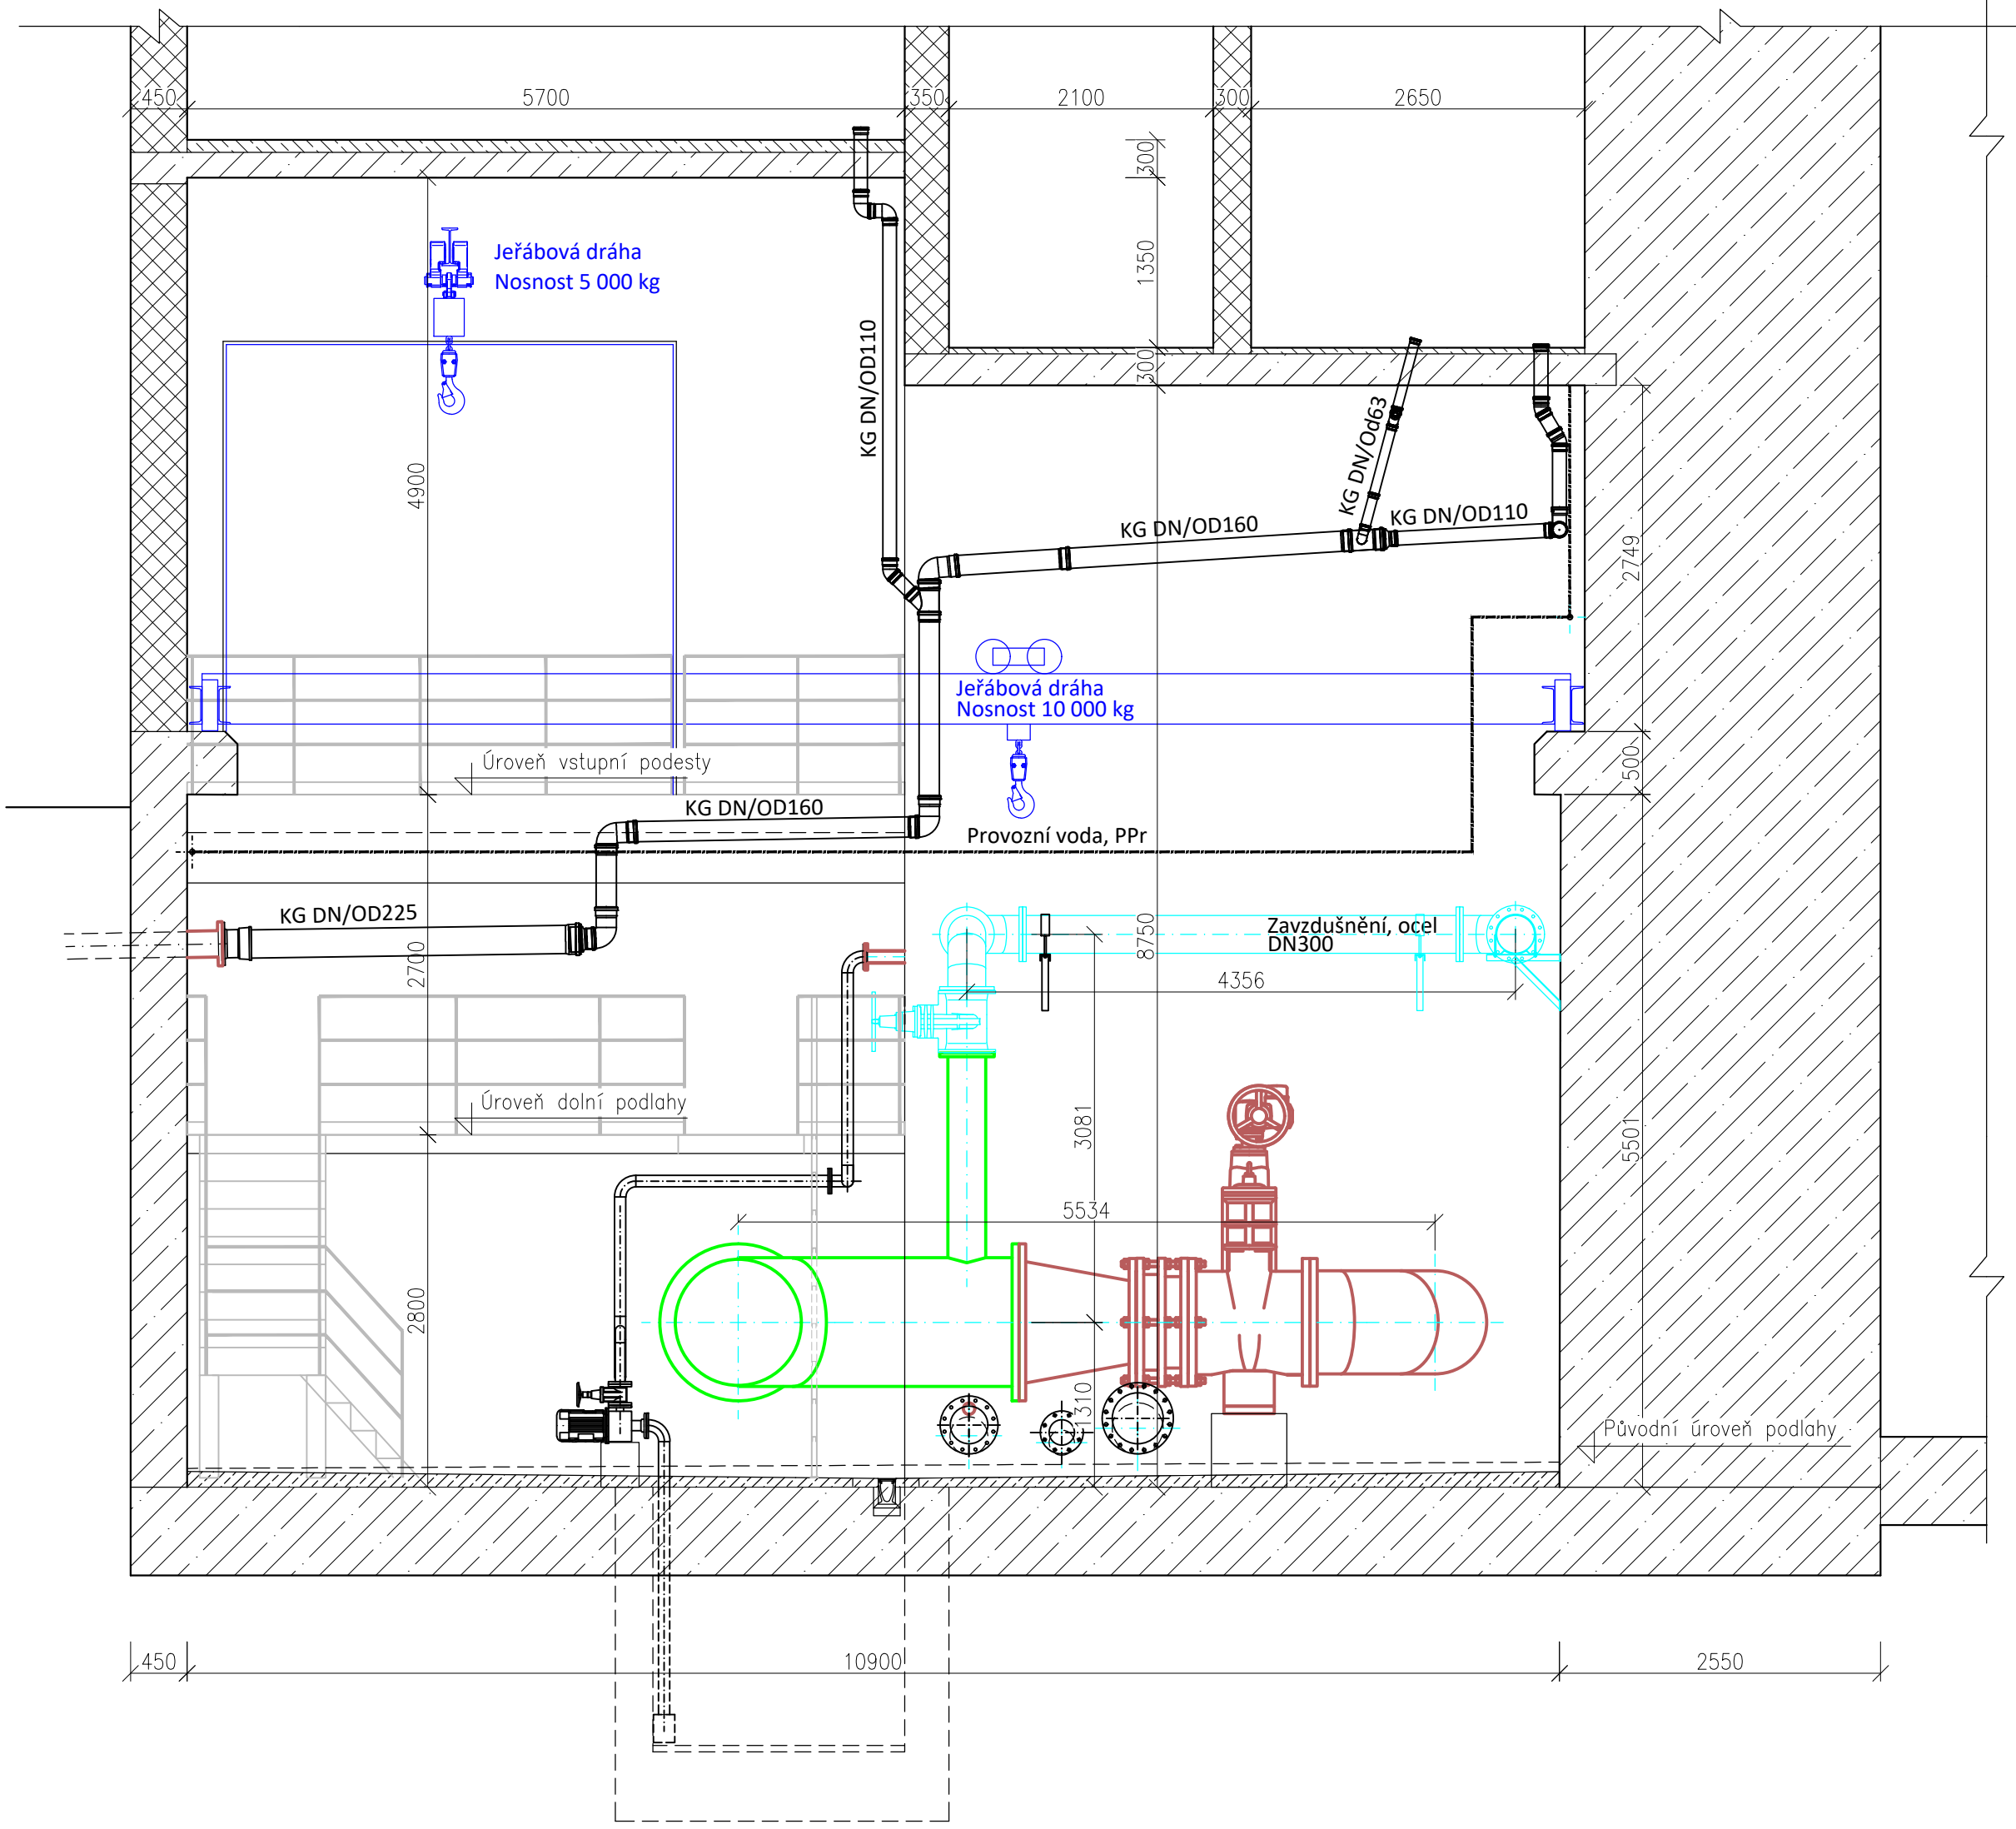 450
5700
350
2100
300
2650
300
Jeřábová dráha
Nosnost 5 000 kg
1350
KG DN/OD110
300
KG DN/Od63
4900
KG DN/OD160
KG DN/OD110
2749
Jeřábová dráha
Nosnost 10 000 kg
Úroveň vstupní podesty
500
KG DN/OD160
Provozní voda, PPr
KG DN/OD225
Zavzdušnění, ocel
DN300
2700
8750
4356
Úroveň dolní podlahy
3081
5501
5534
2800
1310
Původní úroveň podlahy
450
10900
2550